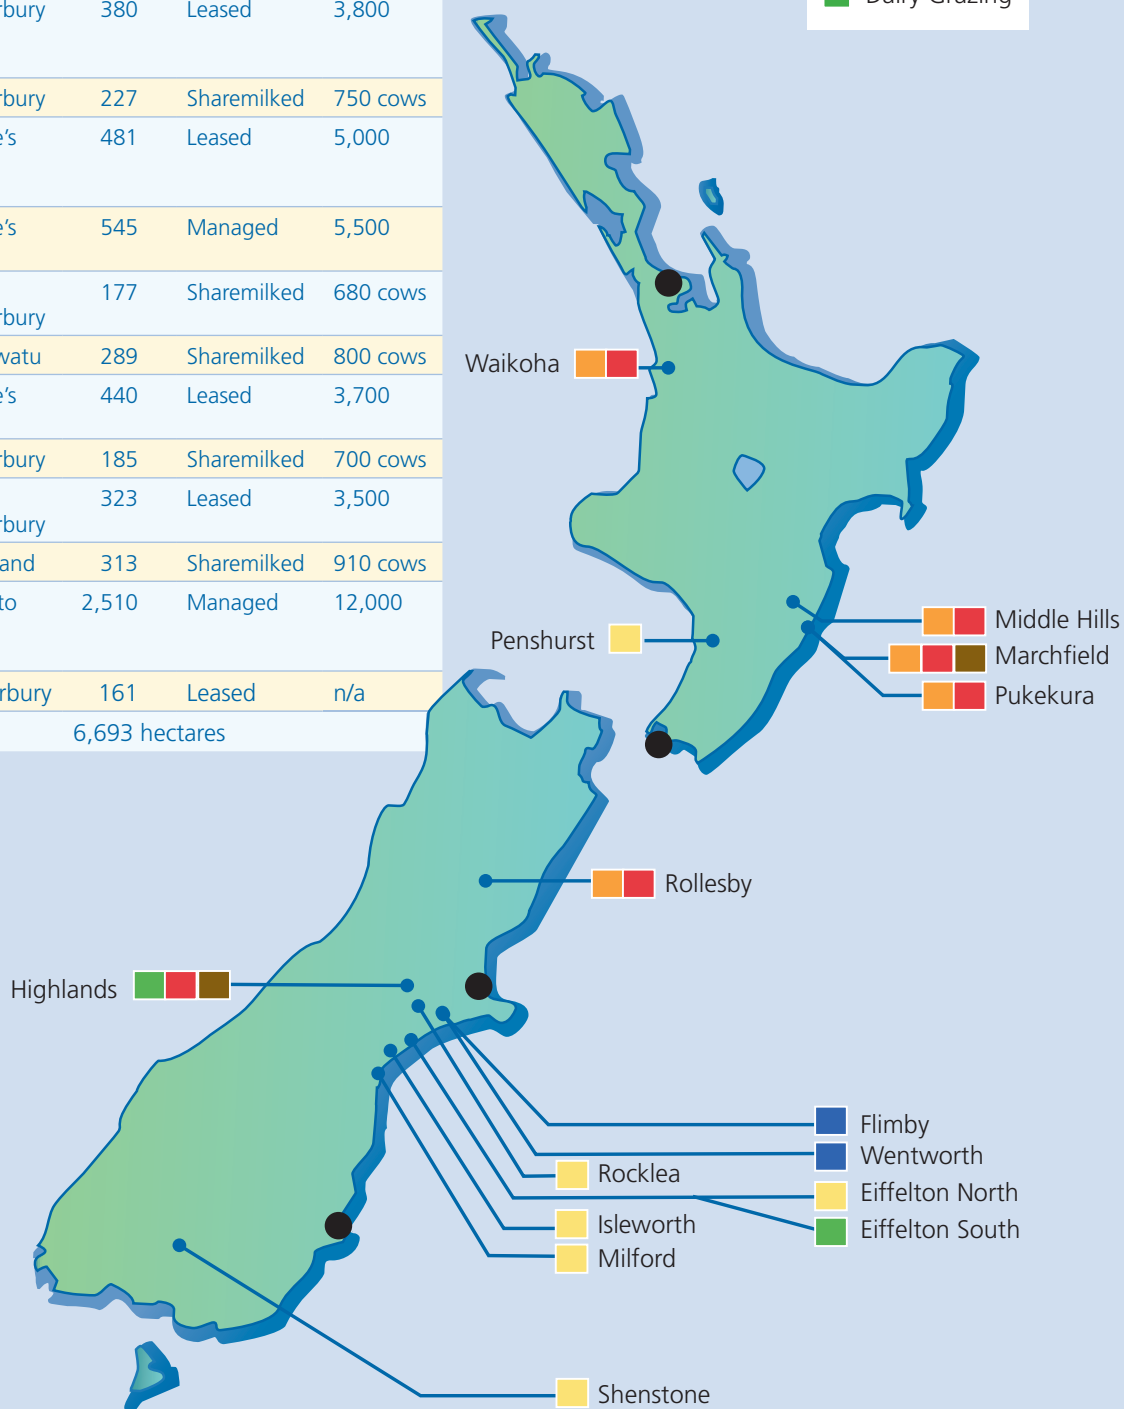 rbury 380 Leased 3,800
Dairy Grazing
rbury 227 Sharemilked 750 cows
e's 481 Leased 5,000
e's 545 Managed 5,500
177 Sharemilked 680 cows
rbury
watu 289 Sharemilked 800 cows
e's 440 Leased 3,700
rbury 185 Sharemilked 700 cows
323 Leased 3,500
rbury
and 313 Sharemilked 910 cows
to 2,510 Managed 12,000
rbury 161 Leased n/a
6,693 hectares
Waikoha
Penshurst
Middle Hills
Marchfield
Pukekura
Rollesby
Highlands
Flimby
Wentworth
Rocklea
Eiffelton North
Isleworth
Eiffelton South
Milford
Shenstone